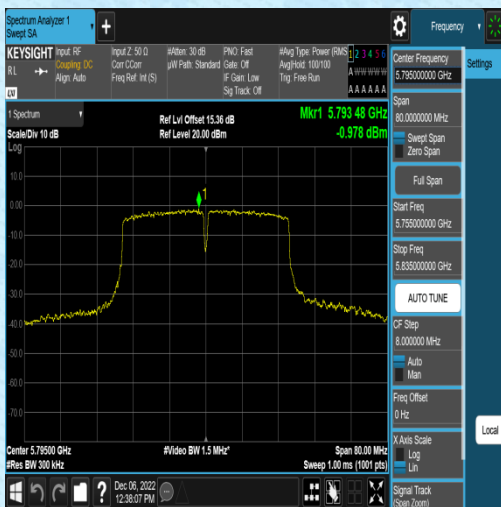 Spectrum Analyzer 1
Swept SA
Frequency
KEYSIGHT
Input: RF
Coupling: DC
Align: Auto
Input Z: 50 Ω
Corr CCorr
Freq Ref: Int (S)
#Atten: 30 dB
µW Path: Standard
PNO: Fast
Gate: Off
IF Gain: Low
Sig Track: Off
#Avg Type: Power (RMS
Avg|Hold: 100/100
Trig: Free Run
1 2 3 4 5 6
A W W W W W
A A A A A A
R L
LXI
1 Spectrum
Scale/Div 10 dB
Log
Ref Lvl Offset 15.36 dB
Ref Level 20.00 dBm
Mkr1 5.793 48 GHz
-0.978 dBm
1
10.0
0.00
-10.0
-20.0
-30.0
-40.0
-50.0
-60.0
-70.0
Center 5.79500 GHz
#Res BW 300 kHz
#Video BW 1.5 MHz*
Span 80.00 MHz
Sweep 1.00 ms (1001 pts)
Dec 06, 2022
12:38:07 PM
Center Frequency
5.795000000 GHz
Settings
Span
80.0000000 MHz
Swept Span
Zero Span
Full Span
Start Freq
5.755000000 GHz
Stop Freq
5.835000000 GHz
AUTO TUNE
CF Step
8.000000 MHz
Auto
Man
Freq Offset
0 Hz
Local
X Axis Scale
Log
Lin
Signal Track
(Span Zoom)